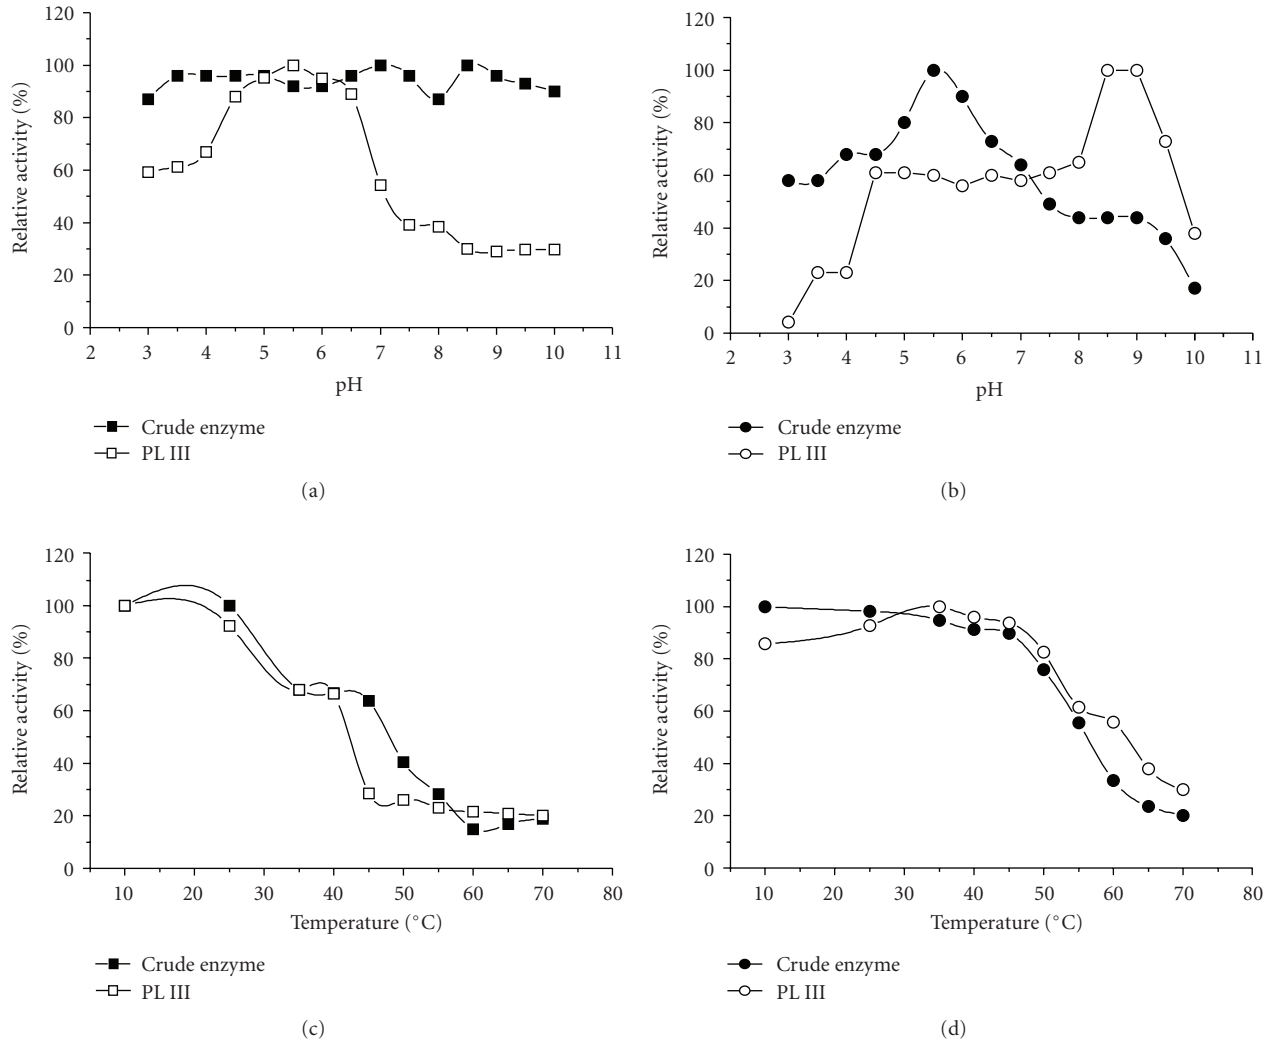 120
100
80
60
40
20
0
Relative activity (%)
2 3 4 5 6 7 8 9 10 11
pH
Crude enzyme
PL III
(a)
120
100
80
60
40
20
0
Relative activity (%)
2 3 4 5 6 7 8 9 10 11
pH
Crude enzyme
PL III
(b)
120
100
80
60
40
20
0
Relative activity (%)
10 20 30 40 50 60 70 80
Temperature (°C)
Crude enzyme
PL III
(c)
120
100
80
60
40
20
0
Relative activity (%)
10 20 30 40 50 60 70 80
Temperature (°C)
Crude enzyme
PL III
(d)